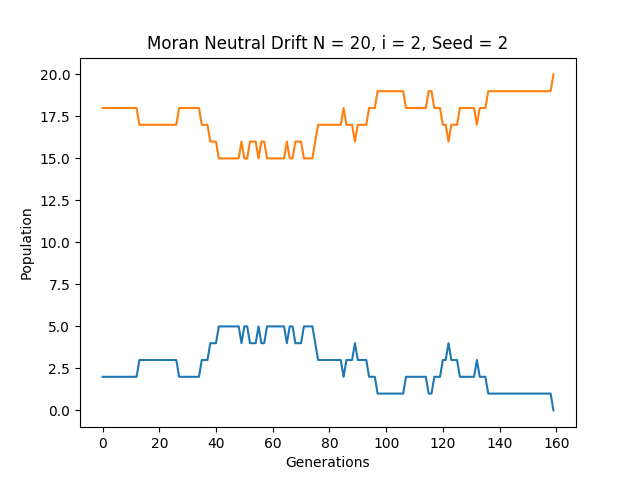 Moran Neutral Drift N = 20, i = 2, Seed = 2
20.0
17.5
15.0
12.5
10.0
7.5
5.0
2.5
0.0
Population
0 20 40 60 80 100 120 140 160
Generations